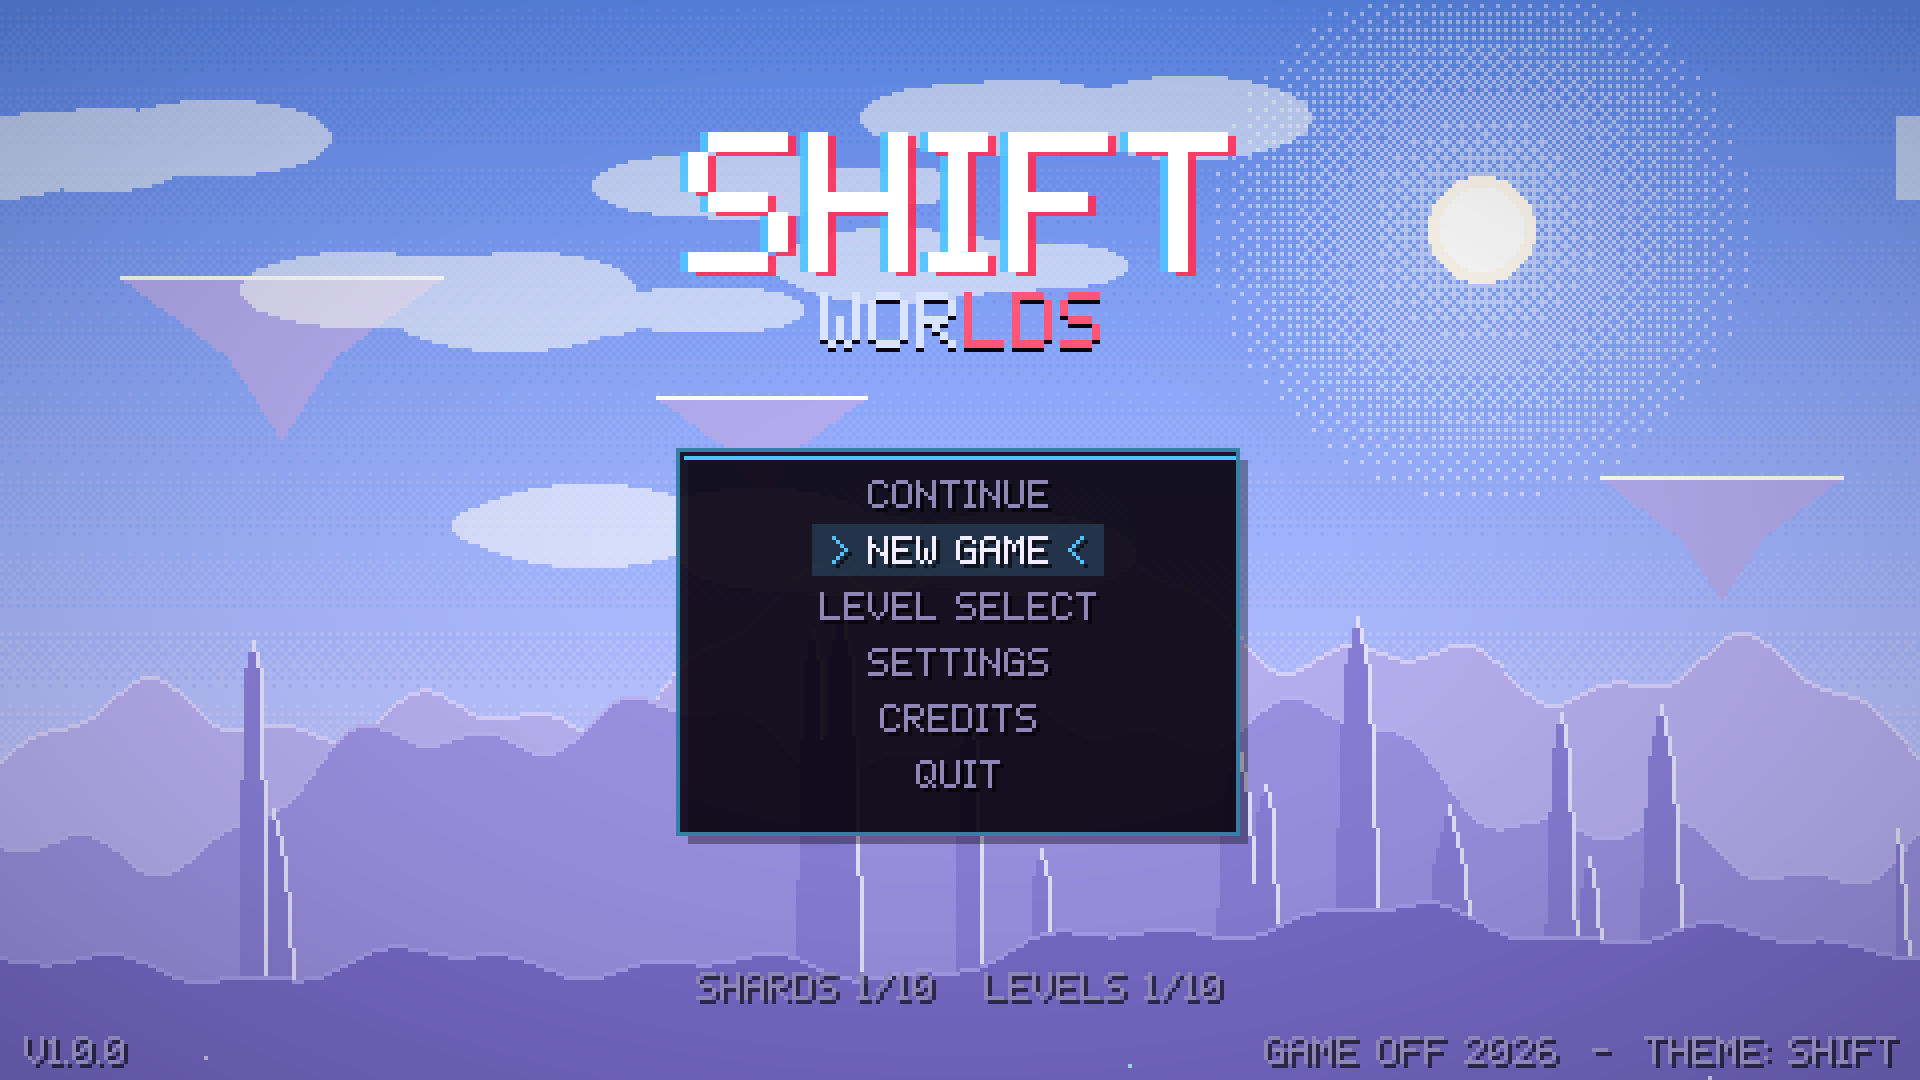 SHIFT
WORLDS
CONTINUE
> NEW GAME <
LEVEL SELECT
SETTINGS
CREDITS
QUIT
SHARDS 1/10 LEVELS 1/10
V1.0.0
GAME OFF 2026 - THEME: SHIFT